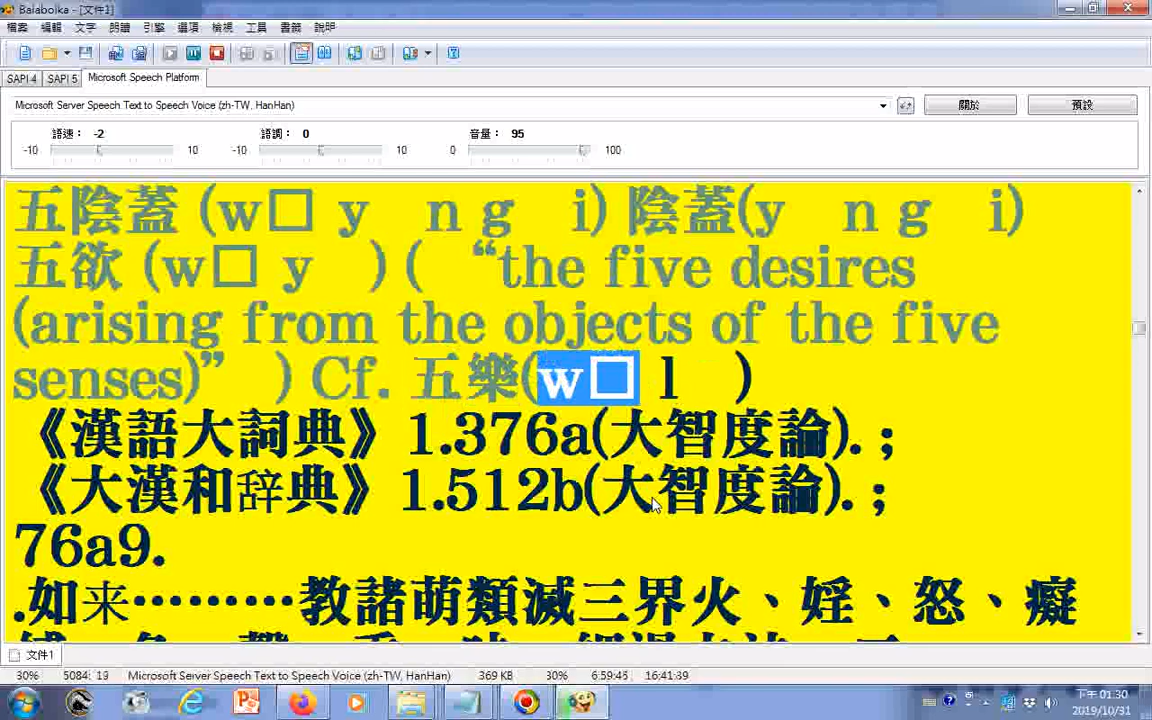 Balabolka - [文件1]
檔案 編輯 文字 朗讀 引擎 選項 檢視 工具 書籤 說明
SAPI 4 SAPI 5 Microsoft Speech Platform
Microsoft Server Speech Text to Speech Voice (zh-TW, HanHan) 關於 預設
語速： -2 語調： 0 音量： 95
-10 10 -10 10 0 100
五陰蓋 (w□ y n g i) 陰蓋(y n g i)
五欲 (w□ y ) ( “the five desires
(arising from the objects of the five
senses)” ) Cf. 五樂(w□ l )
《漢語大詞典》 1.376a(大智度論).；
《大漢和辞典》 1.512b(大智度論).；
76a9.
.如来………教諸萌類滅三界火、婬、怒、癡
文件1
30% 5084: 13 Microsoft Server Speech Text to Speech Voice (zh-TW, HanHan) 369 KB 30% 6:59:45 16:41:39
下午 01:30
2019/10/31